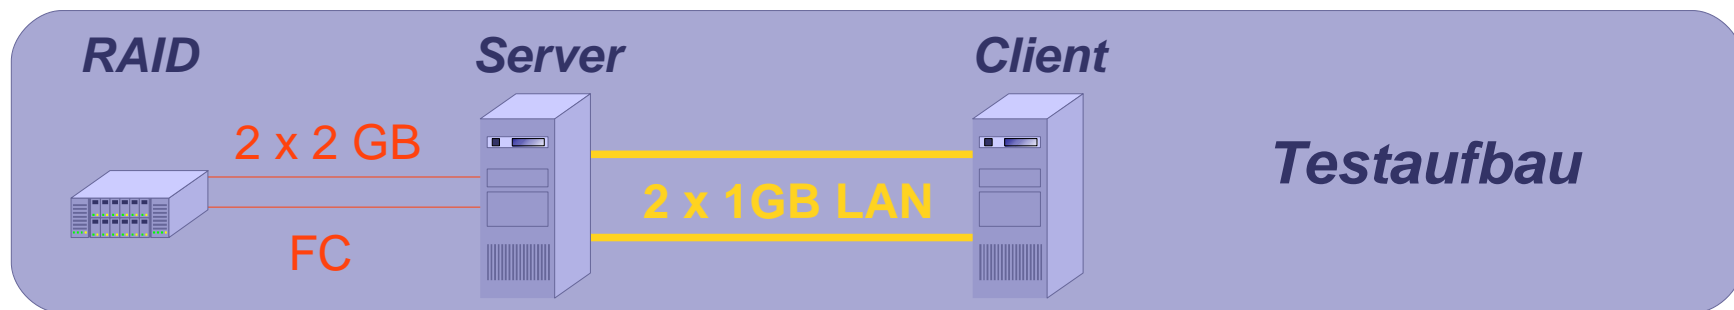 RAID
Server
Client
2 x 2 GB
FC
2 x 1GB LAN
Testaufbau